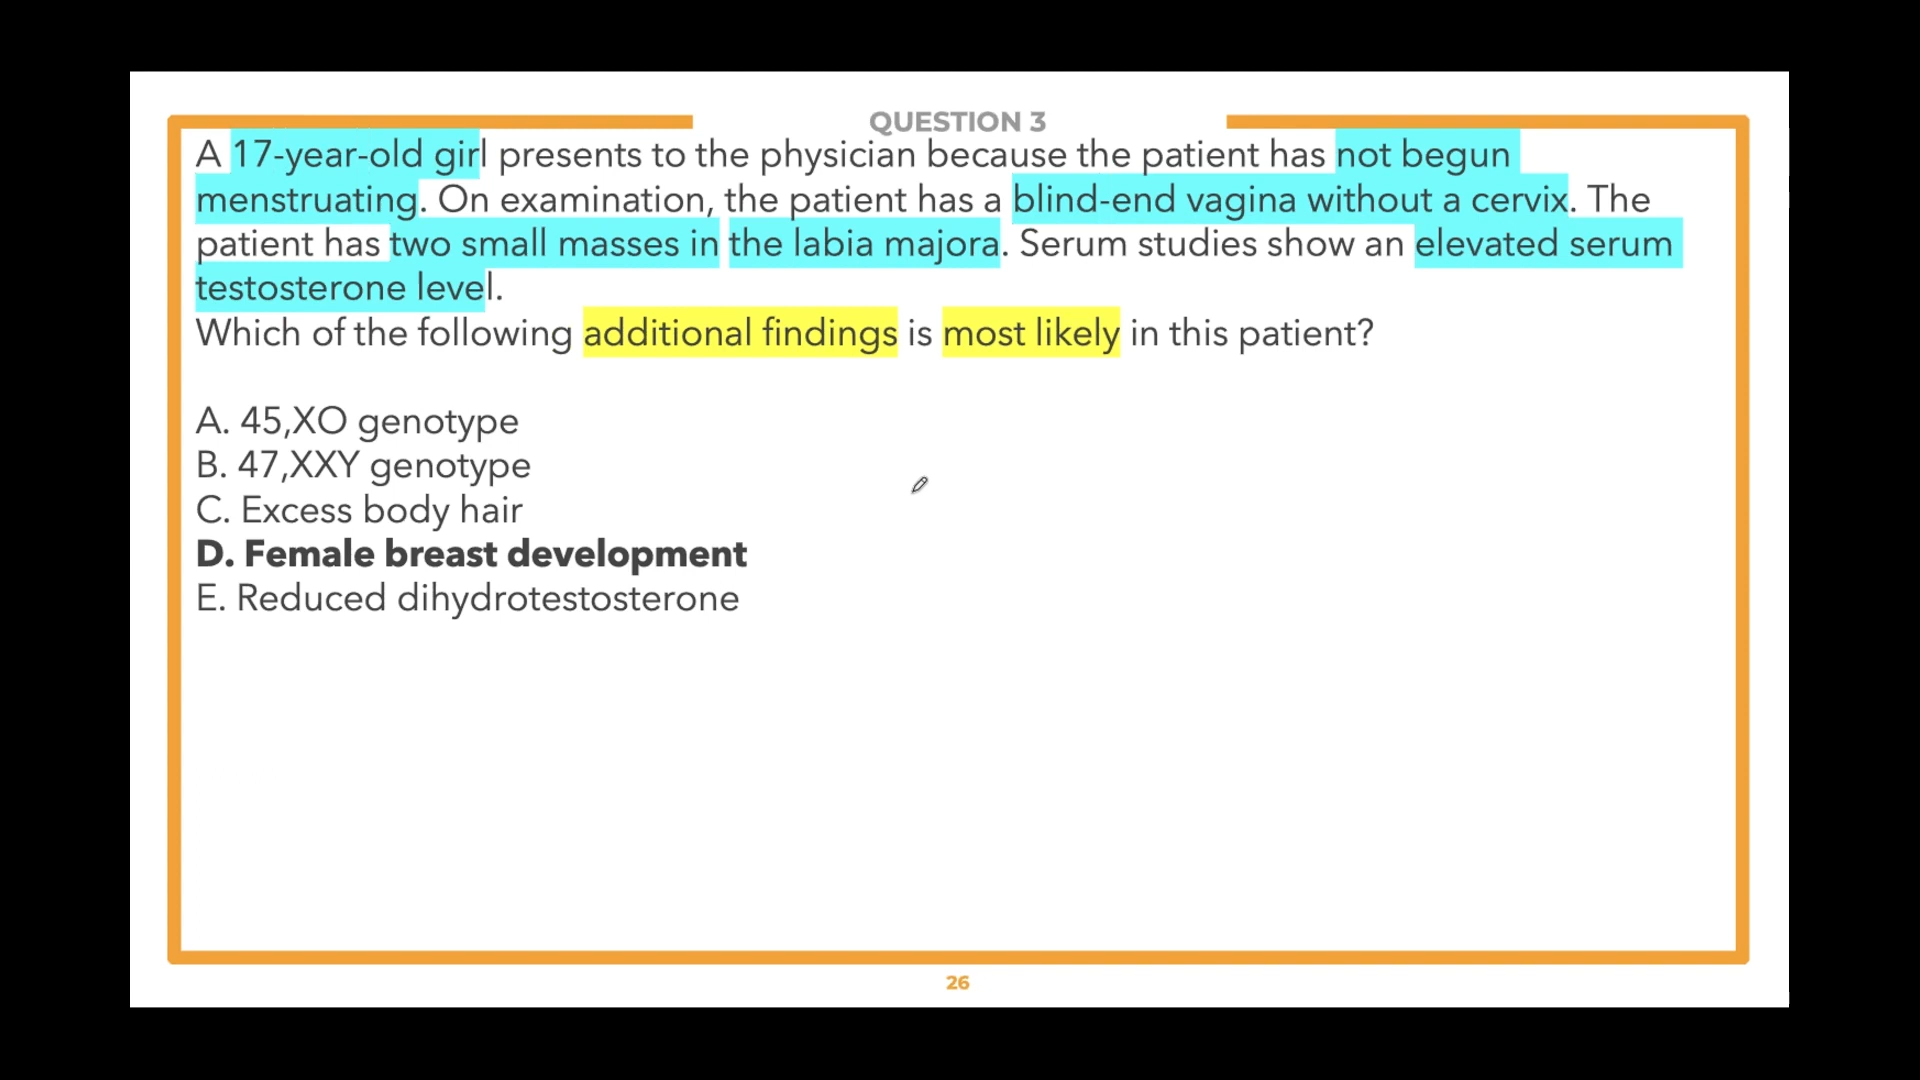 QUESTION 3
A 17-year-old girl presents to the physician because the patient has not begun
menstruating. On examination, the patient has a blind-end vagina without a cervix. The
patient has two small masses in the labia majora. Serum studies show an elevated serum
testosterone level.
Which of the following additional findings is most likely in this patient?
A. 45,XO genotype
B. 47,XXY genotype
C. Excess body hair
D. Female breast development
E. Reduced dihydrotestosterone
26